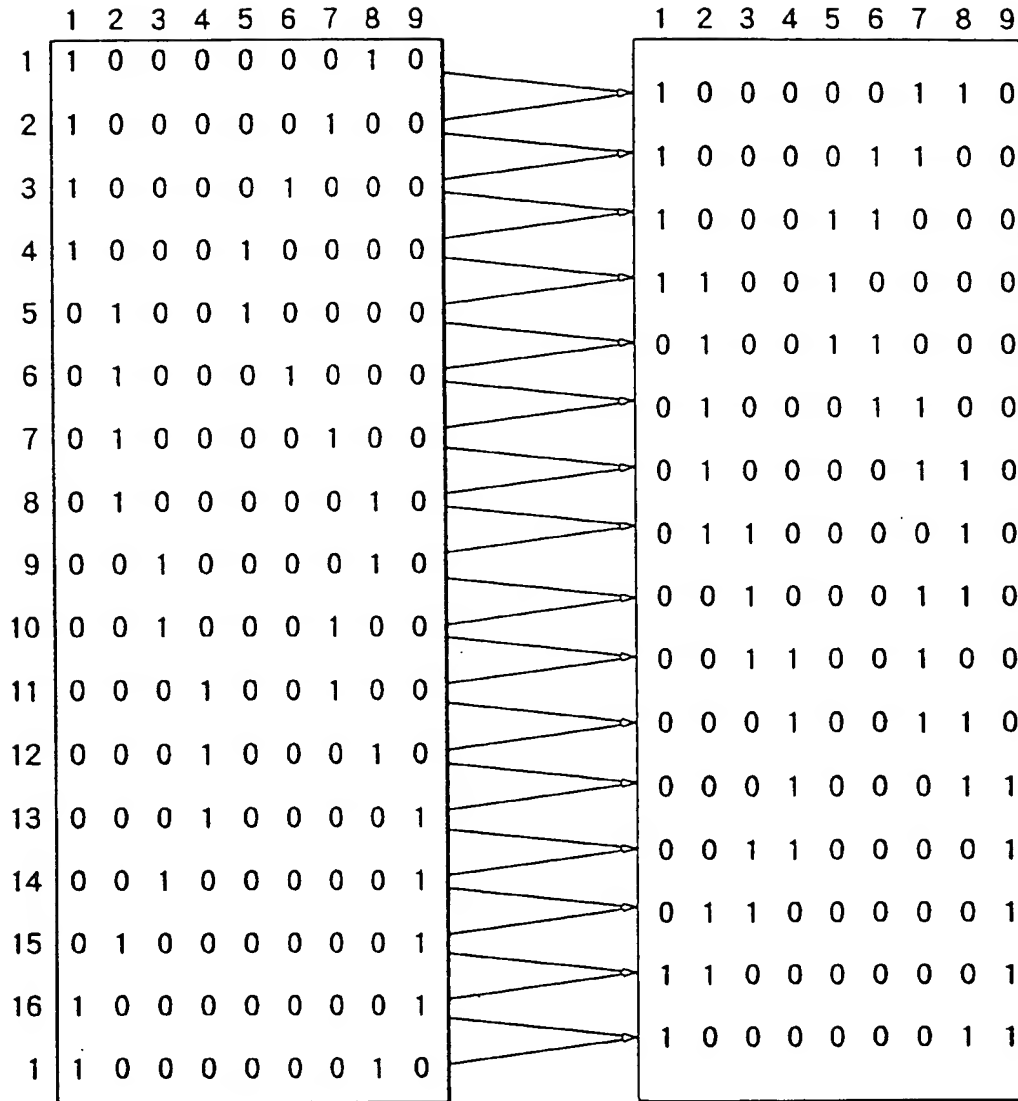 1 2 3 4 5 6 7 8 9
1 1 0 0 0 0 0 0 1 0
2 1 0 0 0 0 0 1 0 0
3 1 0 0 0 0 1 0 0 0
4 1 0 0 0 1 0 0 0 0
5 0 1 0 0 1 0 0 0 0
6 0 1 0 0 0 1 0 0 0
7 0 1 0 0 0 0 1 0 0
8 0 1 0 0 0 0 0 1 0
9 0 0 1 0 0 0 0 1 0
10 0 0 1 0 0 0 1 0 0
11 0 0 0 1 0 0 1 0 0
12 0 0 0 1 0 0 0 1 0
13 0 0 0 1 0 0 0 0 1
14 0 0 1 0 0 0 0 0 1
15 0 1 0 0 0 0 0 0 1
16 1 0 0 0 0 0 0 0 1
1 1 0 0 0 0 0 0 1 0
1 2 3 4 5 6 7 8 9
1 0 0 0 0 0 1 1 0
1 0 0 0 0 1 1 0 0
1 0 0 0 1 1 0 0 0
1 1 0 0 1 0 0 0 0
0 1 0 0 1 1 0 0 0
0 1 0 0 0 1 1 0 0
0 1 0 0 0 0 1 1 0
0 1 1 0 0 0 0 1 0
0 0 1 0 0 0 1 1 0
0 0 1 1 0 0 1 0 0
0 0 0 1 0 0 1 1 0
0 0 0 1 0 0 0 1 1
0 0 1 1 0 0 0 0 1
0 1 1 0 0 0 0 0 1
1 1 0 0 0 0 0 0 1
1 0 0 0 0 0 0 1 1